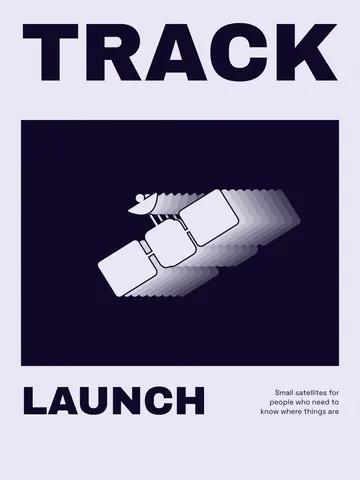 TRACK
LAUNCH
Small satellites for
people who need to
know where things are